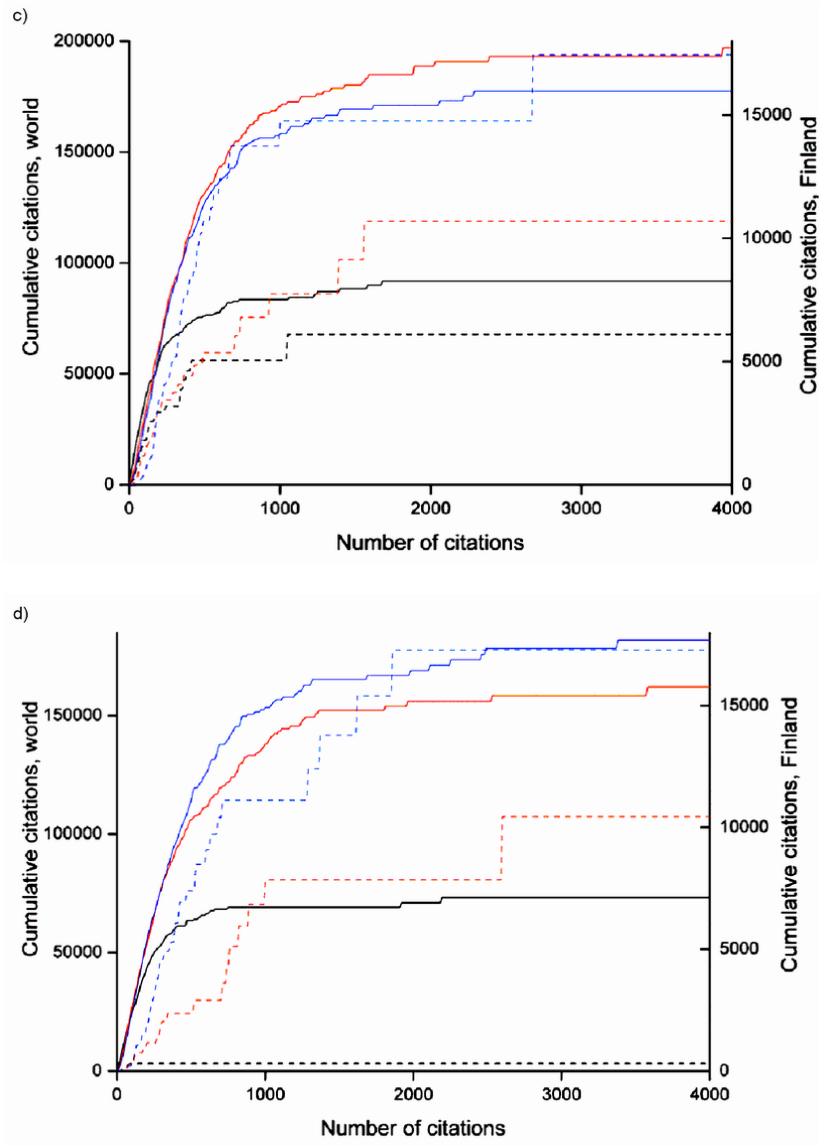 c)
200000
150000
100000
50000
0
Cumulative citations, world
15000
10000
5000
0
Cumulative citations, Finland
0 1000 2000 3000 4000
Number of citations
d)
150000
100000
50000
0
Cumulative citations, world
15000
10000
5000
0
Cumulative citations, Finland
0 1000 2000 3000 4000
Number of citations